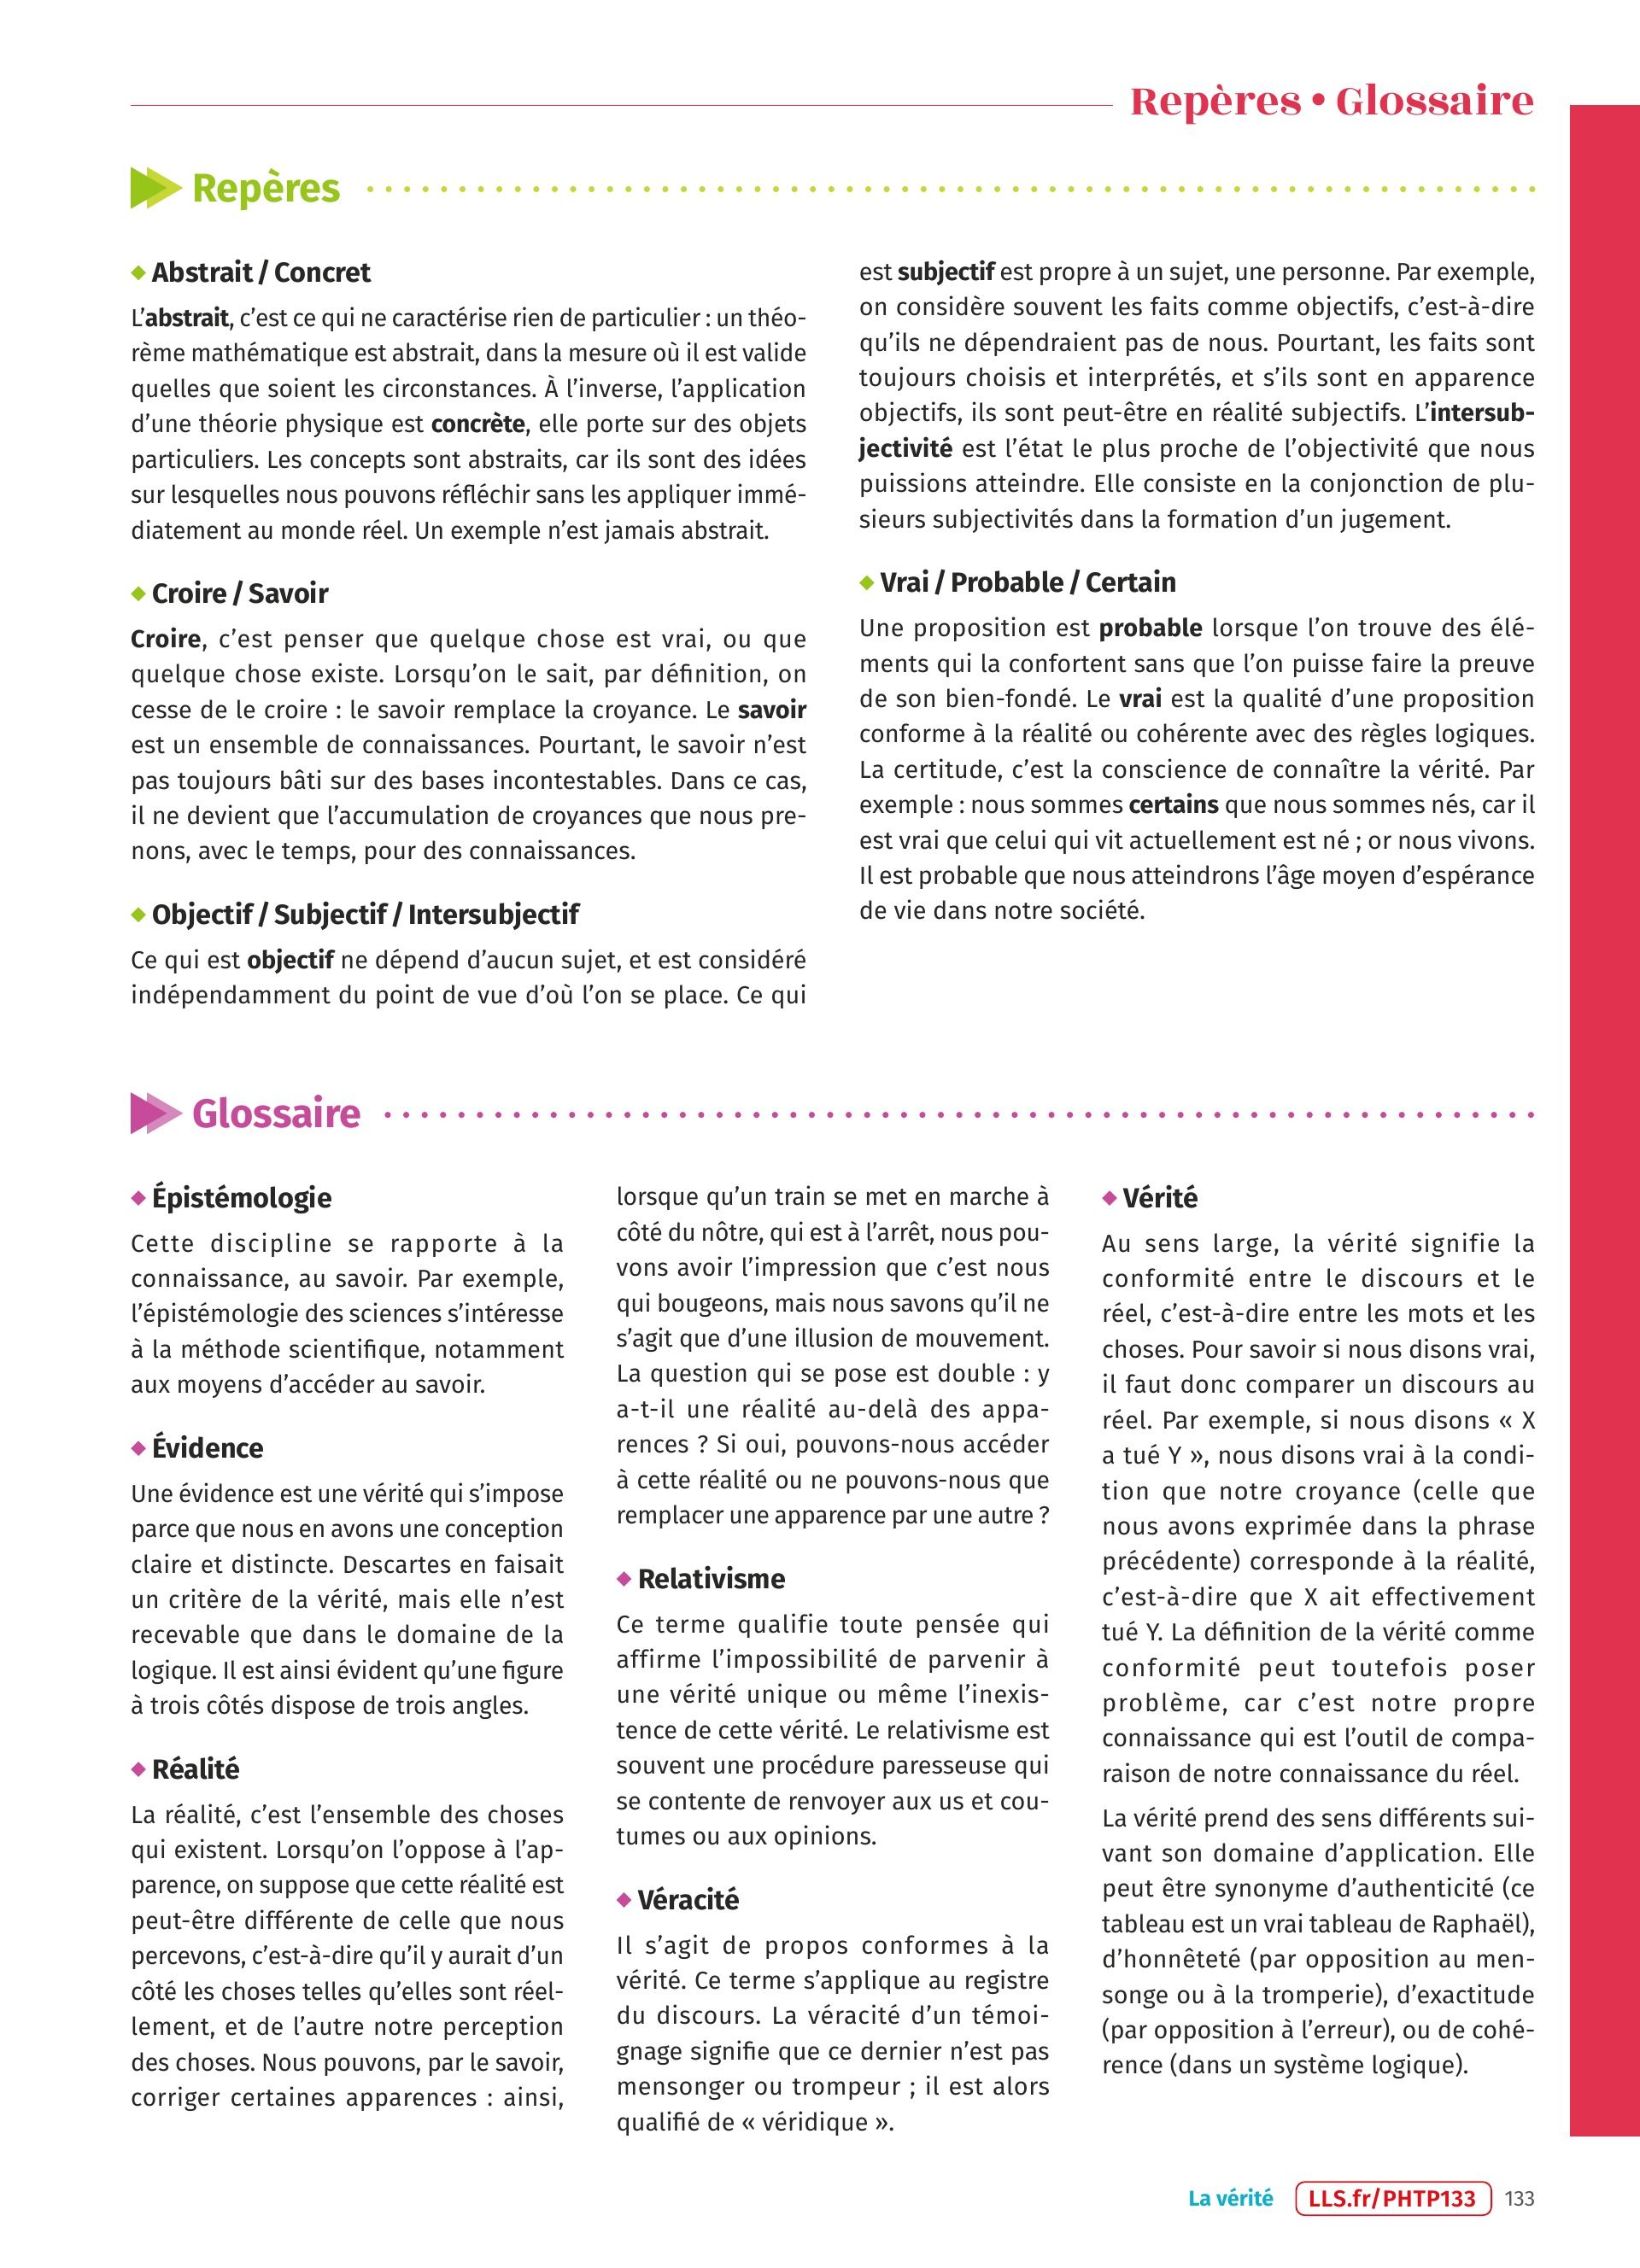 Repères • Glossaire
Repères
Abstrait / Concret
L’abstrait, c’est ce qui ne caractérise rien de particulier : un théo-
rème mathématique est abstrait, dans la mesure où il est valide
quelles que soient les circonstances. À l’inverse, l’application
d’une théorie physique est concrète, elle porte sur des objets
particuliers. Les concepts sont abstraits, car ils sont des idées
sur lesquelles nous pouvons réfléchir sans les appliquer immé-
diatement au monde réel. Un exemple n’est jamais abstrait.
Croire / Savoir
Croire, c’est penser que quelque chose est vrai, ou que
quelque chose existe. Lorsqu’on le sait, par définition, on
cesse de le croire : le savoir remplace la croyance. Le savoir
est un ensemble de connaissances. Pourtant, le savoir n’est
pas toujours bâti sur des bases incontestables. Dans ce cas,
il ne devient que l’accumulation de croyances que nous pre-
nons, avec le temps, pour des connaissances.
Objectif / Subjectif / Intersubjectif
Ce qui est objectif ne dépend d’aucun sujet, et est considéré
indépendamment du point de vue d’où l’on se place. Ce qui
est subjectif est propre à un sujet, une personne. Par exemple,
on considère souvent les faits comme objectifs, c’est-à-dire
qu’ils ne dépendraient pas de nous. Pourtant, les faits sont
toujours choisis et interprétés, et s’ils sont en apparence
objectifs, ils sont peut-être en réalité subjectifs. L’intersub-
jectivité est l’état le plus proche de l’objectivité que nous
puissions atteindre. Elle consiste en la conjonction de plu-
sieurs subjectivités dans la formation d’un jugement.
Vrai / Probable / Certain
Une proposition est probable lorsque l’on trouve des élé-
ments qui la confortent sans que l’on puisse faire la preuve
de son bien-fondé. Le vrai est la qualité d’une proposition
conforme à la réalité ou cohérente avec des règles logiques.
La certitude, c’est la conscience de connaître la vérité. Par
exemple : nous sommes certains que nous sommes nés, car il
est vrai que celui qui vit actuellement est né ; or nous vivons.
Il est probable que nous atteindrons l’âge moyen d’espérance
de vie dans notre société.
Glossaire
Épistémologie
Cette discipline se rapporte à la
connaissance, au savoir. Par exemple,
l’épistémologie des sciences s’intéresse
à la méthode scientifique, notamment
aux moyens d’accéder au savoir.
Évidence
Une évidence est une vérité qui s’impose
parce que nous en avons une conception
claire et distincte. Descartes en faisait
un critère de la vérité, mais elle n’est
recevable que dans le domaine de la
logique. Il est ainsi évident qu’une figure
à trois côtés dispose de trois angles.
Réalité
La réalité, c’est l’ensemble des choses
qui existent. Lorsqu’on l’oppose à l’ap-
parence, on suppose que cette réalité est
peut-être différente de celle que nous
percevons, c’est-à-dire qu’il y aurait d’un
côté les choses telles qu’elles sont réel-
lement, et de l’autre notre perception
des choses. Nous pouvons, par le savoir,
corriger certaines apparences : ainsi,
lorsque qu’un train se met en marche à
côté du nôtre, qui est à l’arrêt, nous pou-
vons avoir l’impression que c’est nous
qui bougeons, mais nous savons qu’il ne
s’agit que d’une illusion de mouvement.
La question qui se pose est double : y
a-t-il une réalité au-delà des appa-
rences ? Si oui, pouvons-nous accéder
à cette réalité ou ne pouvons-nous que
remplacer une apparence par une autre ?
Relativisme
Ce terme qualifie toute pensée qui
affirme l’impossibilité de parvenir à
une vérité unique ou même l’inexis-
tence de cette vérité. Le relativisme est
souvent une procédure paresseuse qui
se contente de renvoyer aux us et cou-
tumes ou aux opinions.
Véracité
Il s’agit de propos conformes à la
vérité. Ce terme s’applique au registre
du discours. La véracité d’un témoi-
gnage signifie que ce dernier n’est pas
mensonger ou trompeur ; il est alors
qualifié de « véridique ».
Vérité
Au sens large, la vérité signifie la
conformité entre le discours et le
réel, c’est-à-dire entre les mots et les
choses. Pour savoir si nous disons vrai,
il faut donc comparer un discours au
réel. Par exemple, si nous disons « X
a tué Y », nous disons vrai à la condi-
tion que notre croyance (celle que
nous avons exprimée dans la phrase
précédente) corresponde à la réalité,
c’est-à-dire que X ait effectivement
tué Y. La définition de la vérité comme
conformité peut toutefois poser
problème, car c’est notre propre
connaissance qui est l’outil de compa-
raison de notre connaissance du réel.
La vérité prend des sens différents sui-
vant son domaine d’application. Elle
peut être synonyme d’authenticité (ce
tableau est un vrai tableau de Raphaël),
d’honnêteté (par opposition au men-
songe ou à la tromperie), d’exactitude
(par opposition à l’erreur), ou de cohé-
rence (dans un système logique).
La vérité LLS.fr/PHTP133 133